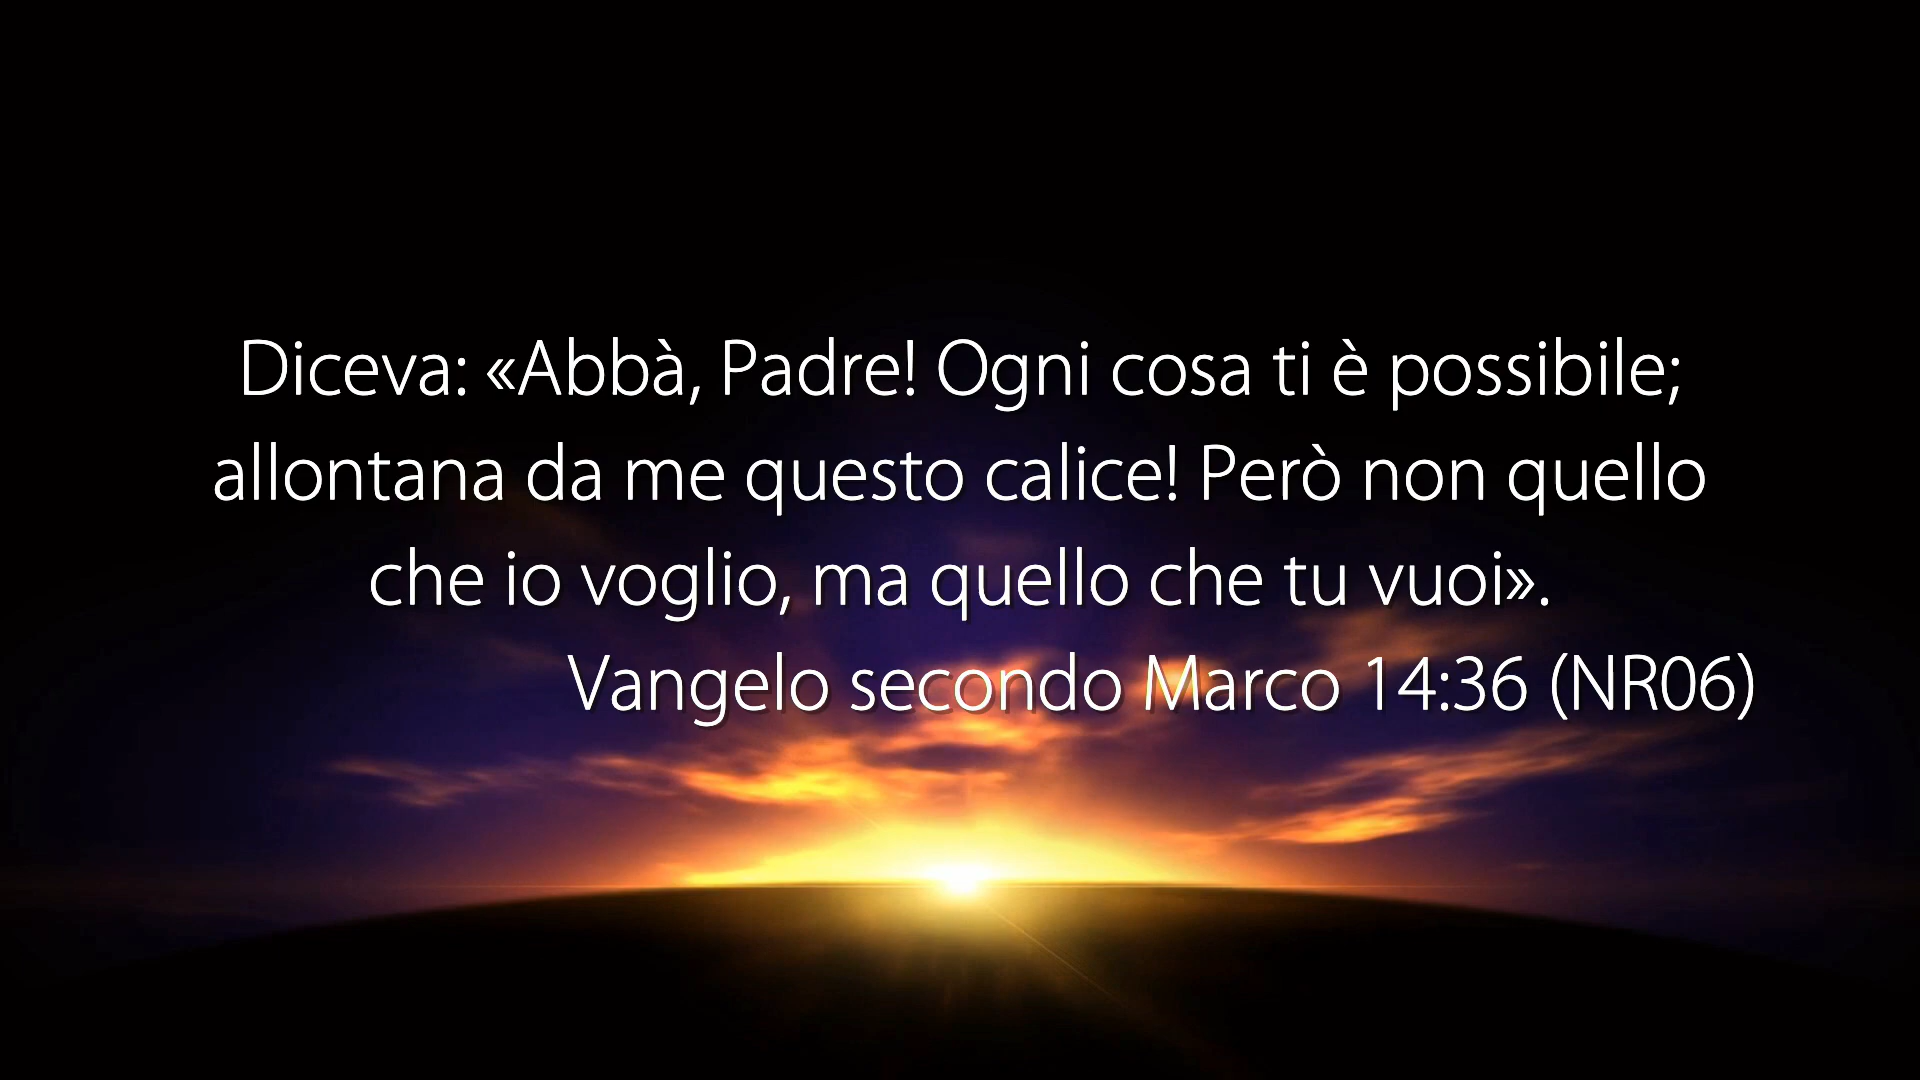 Diceva: «Abbà, Padre! Ogni cosa ti è possibile;
allontana da me questo calice! Però non quello
che io voglio, ma quello che tu vuoi».
Vangelo secondo Marco 14:36 (NR06)